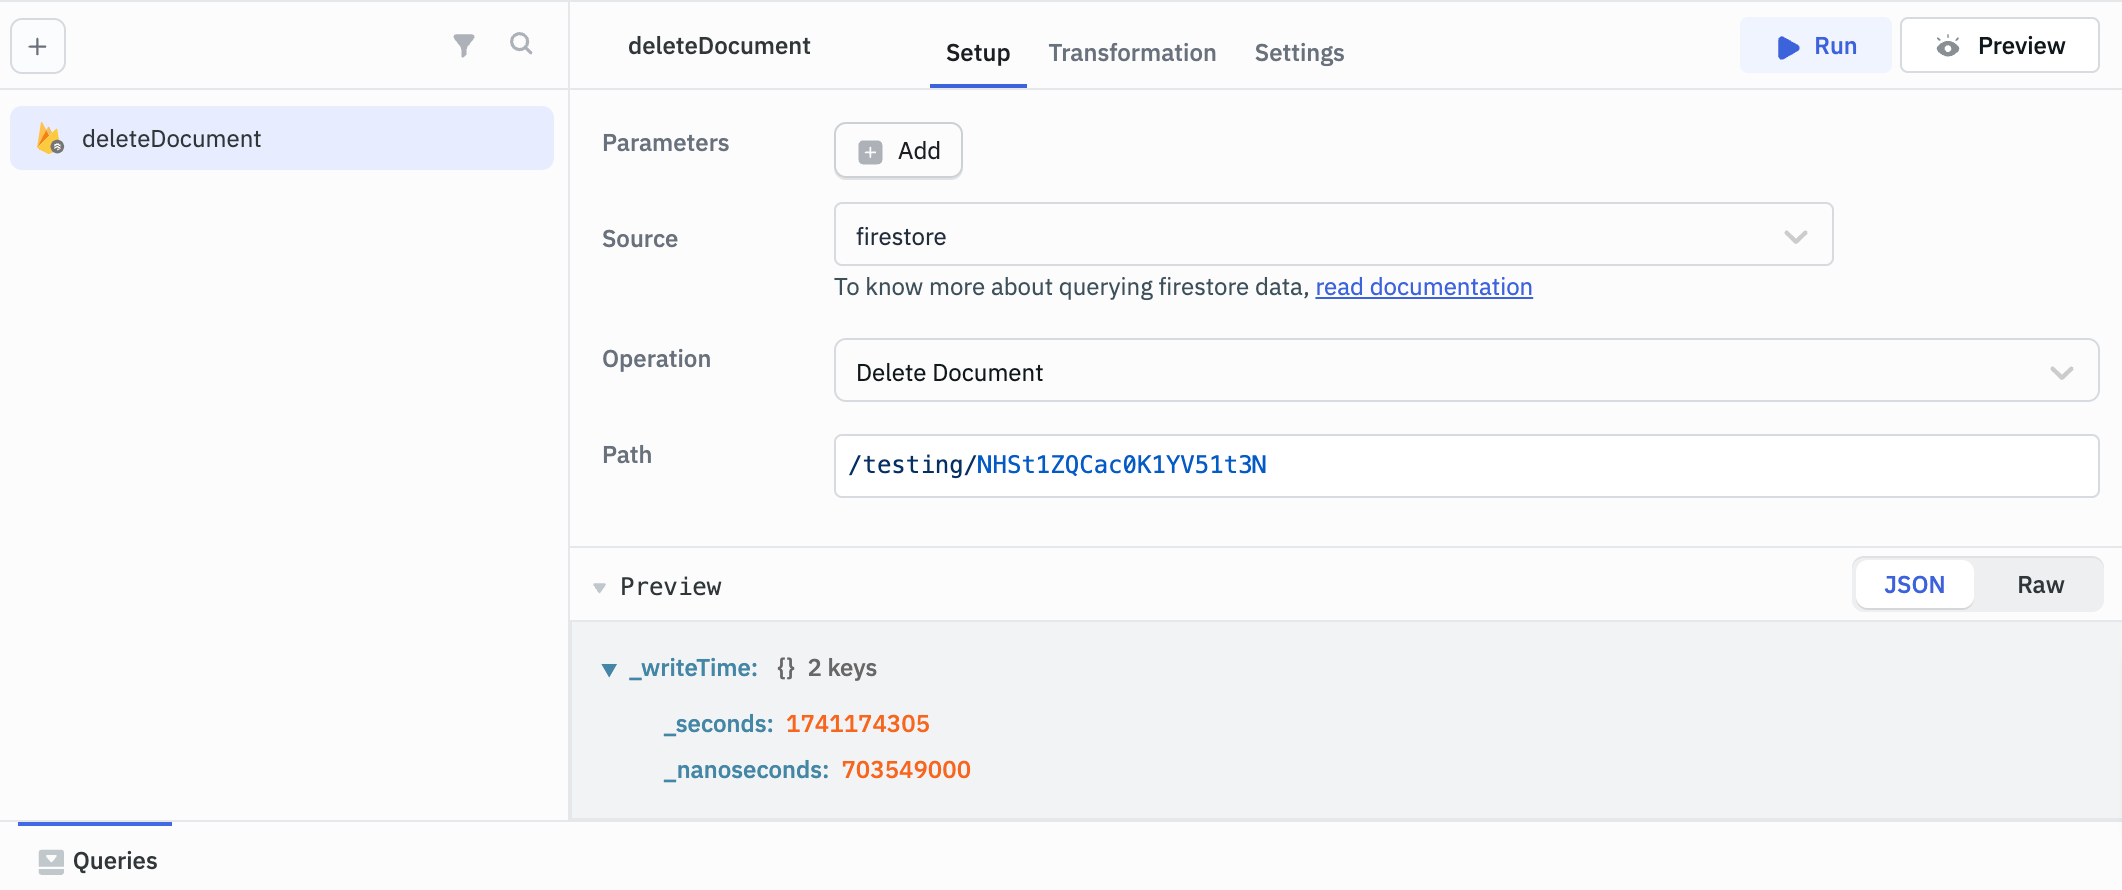 deleteDocument
deleteDocument
Setup
Transformation
Settings
Run
Preview
Parameters
Add
Source
firestore
To know more about querying firestore data, read documentation
Operation
Delete Document
Path
/testing/NHSt1ZQCac0K1YV51t3N
Preview
JSON
Raw
_writeTime: {} 2 keys
_seconds: 1741174305
_nanoseconds: 703549000
Queries